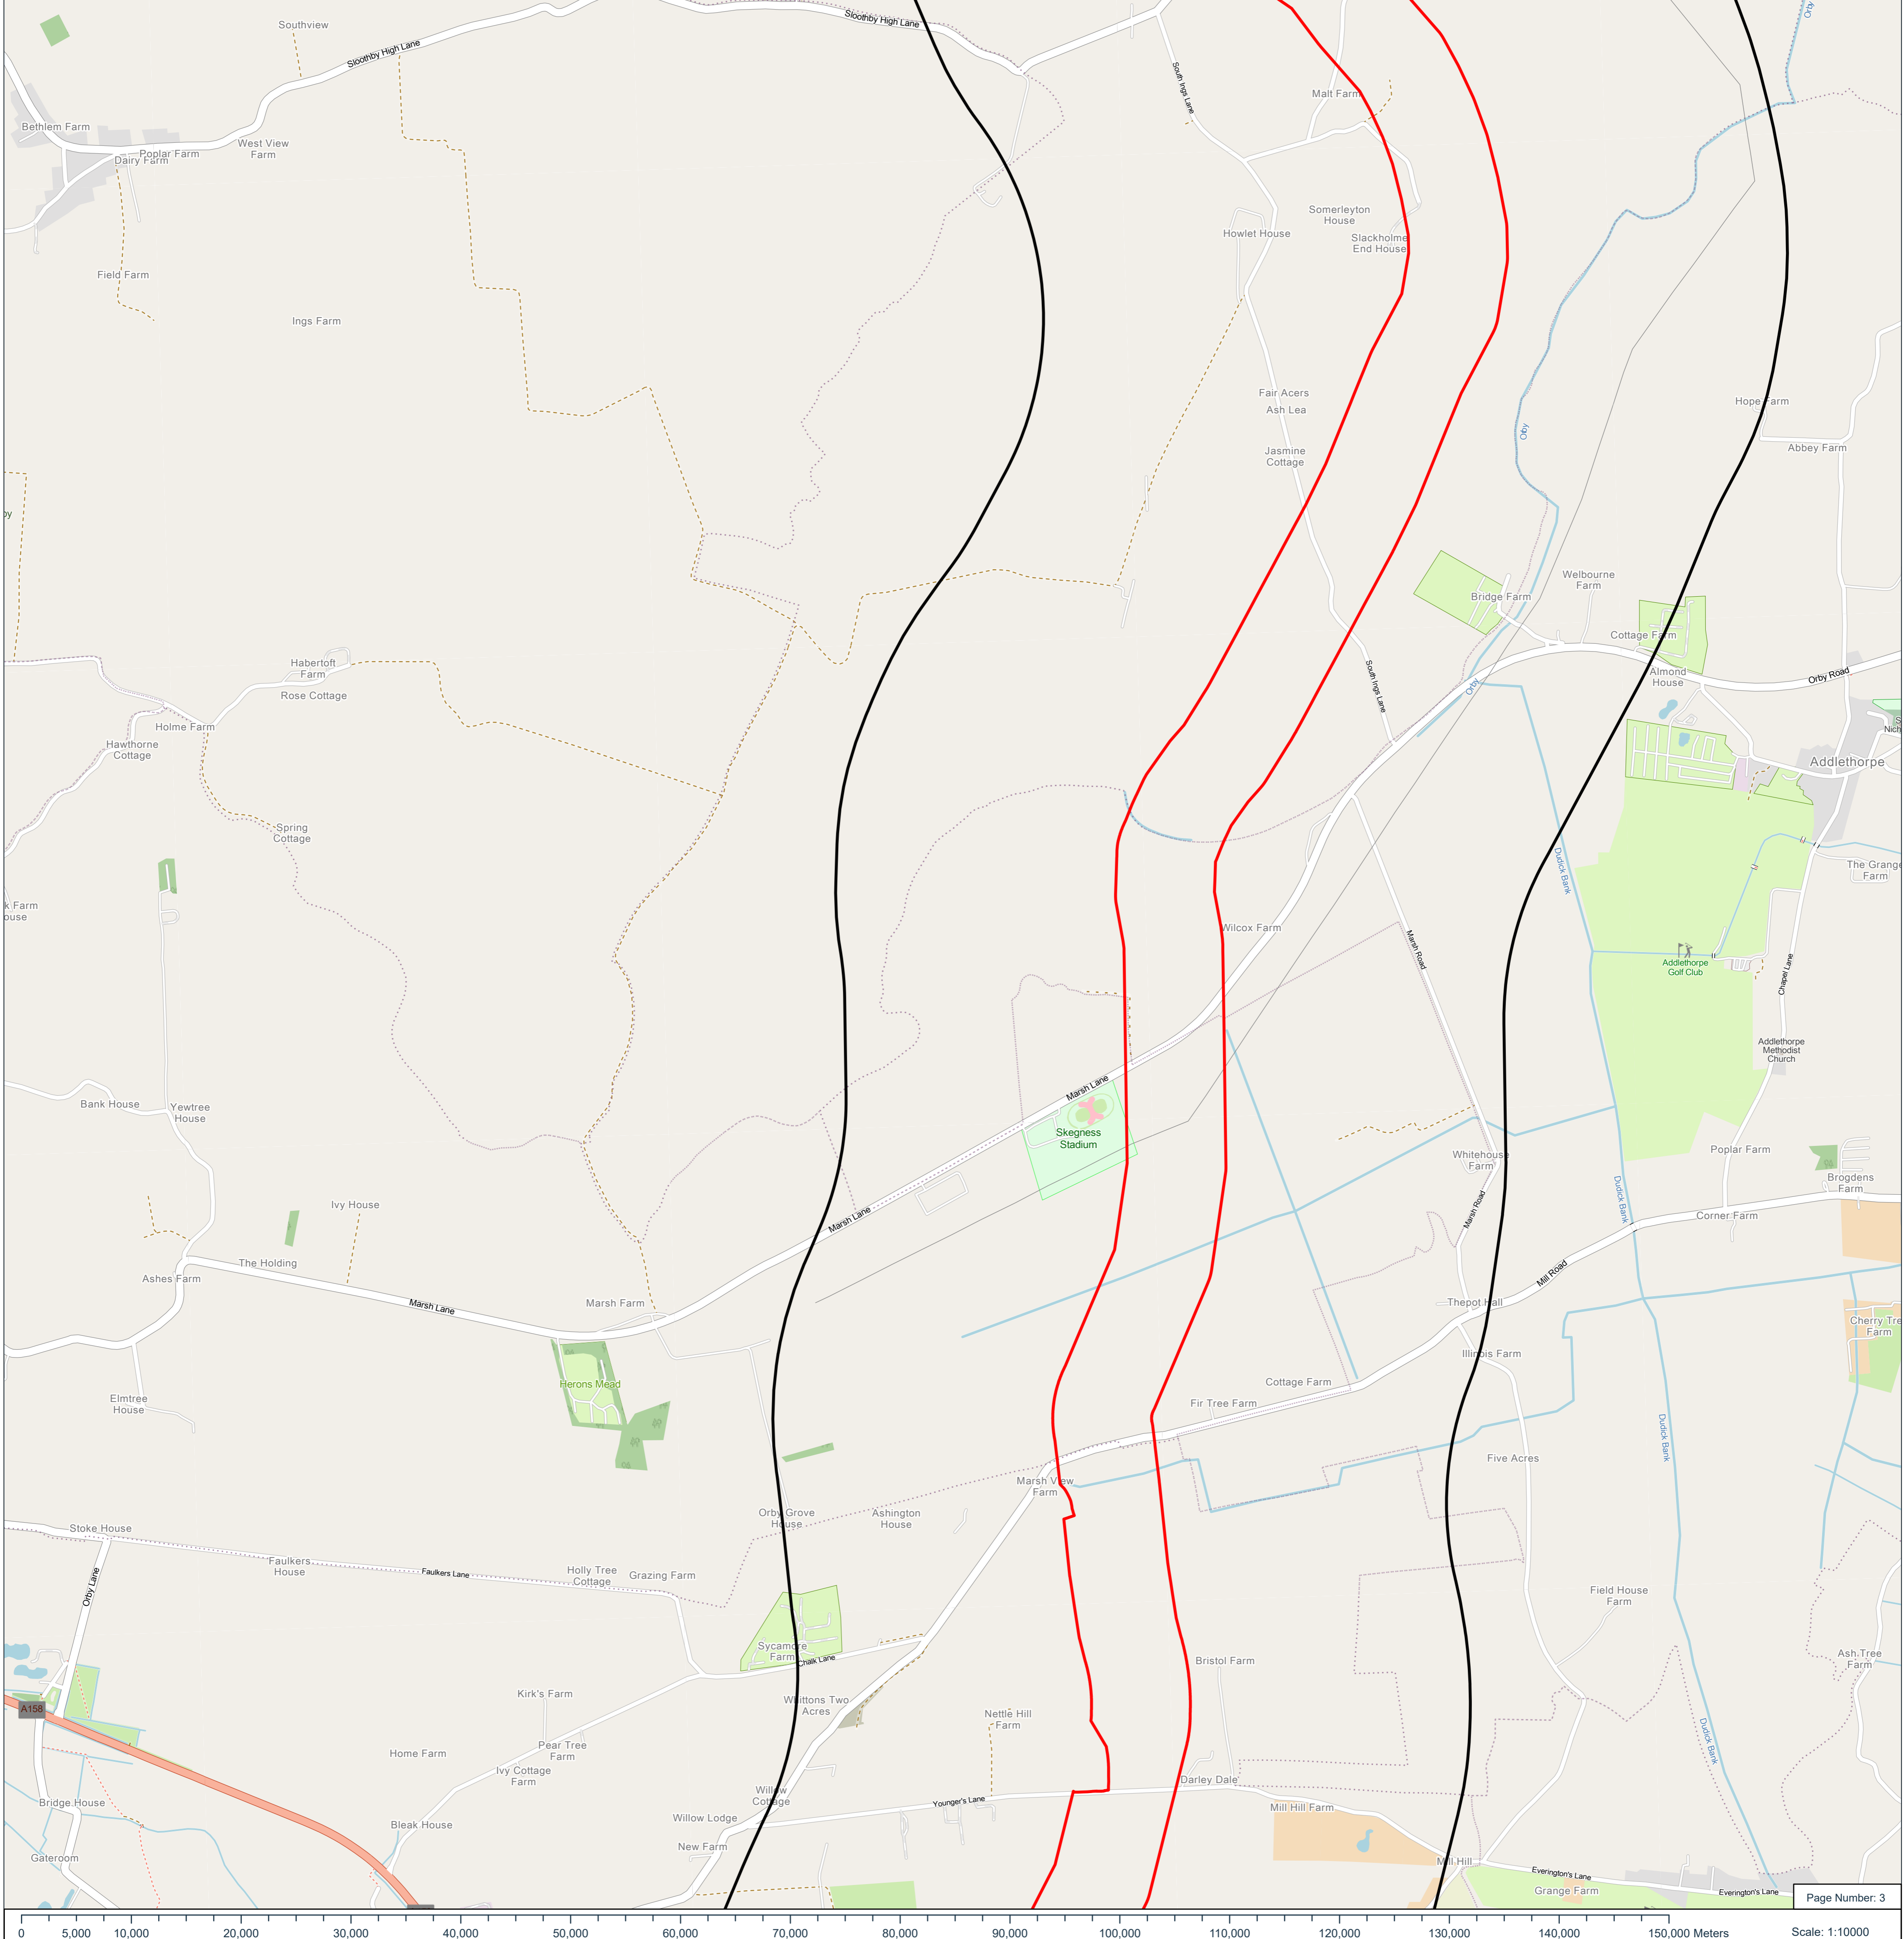 Southview
Sloothby High Lane
Sloothby High Lane
South Ings Lane
Malt Farm
Orby
Bethlem Farm
Poplar Farm
Dairy Farm
West View
Farm
Somerleyton
House
Howlet House
Slackholme
End House
Field Farm
Ings Farm
Fair Acers
Ash Lea
Hope Farm
Orby
Jasmine
Cottage
Abbey Farm
by
Welbourne
Farm
Bridge Farm
Cottage Farm
Habertoft
Farm
Rose Cottage
South Ings Lane
Almond
House
Orby Road
Orby
Holme Farm
Hawthorne
Cottage
S
Nich
Addlethorpe
Spring
Cottage
Dudick Bank
The Grange
Farm
k Farm
ouse
Wilcox Farm
Marsh Road
Addlethorpe
Golf Club
Chapel Lane
Addlethorpe
Methodist
Church
Marsh Lane
Bank House
Yewtree
House
Skegness
Stadium
Whitehouse
Farm
Poplar Farm
Brogdens
Farm
Dudick Bank
Ivy House
Marsh Lane
Marsh Road
Corner Farm
The Holding
Ashes Farm
Mill Road
Marsh Lane
Marsh Farm
Thepot Hall
Cherry Tre
Farm
Illinois Farm
Herons Mead
Cottage Farm
Elmtree
House
Fir Tree Farm
Dudick Bank
Five Acres
Marsh View
Farm
Orby Grove
House
Ashington
House
Stoke House
Faulkers
House
Faulkers Lane
Holly Tree
Cottage
Grazing Farm
Orby Lane
Field House
Farm
Sycamore
Farm
Chalk Lane
Bristol Farm
Ash Tree
Farm
Kirk's Farm
Whittons Two
Acres
A158
Nettle Hill
Farm
Dudick Bank
Home Farm
Pear Tree
Farm
Ivy Cottage
Farm
Darley Dale
Willow
Cottage
Bridge House
Younger's Lane
Mill Hill Farm
Bleak House
Willow Lodge
New Farm
Gateroom
Mill Hill
Everington's Lane
Grange Farm
Everington's Lane
Page Number: 3
0 5,000 10,000 20,000 30,000 40,000 50,000 60,000 70,000 80,000 90,000 100,000 110,000 120,000 130,000 140,000 150,000 Meters
Scale: 1:10000